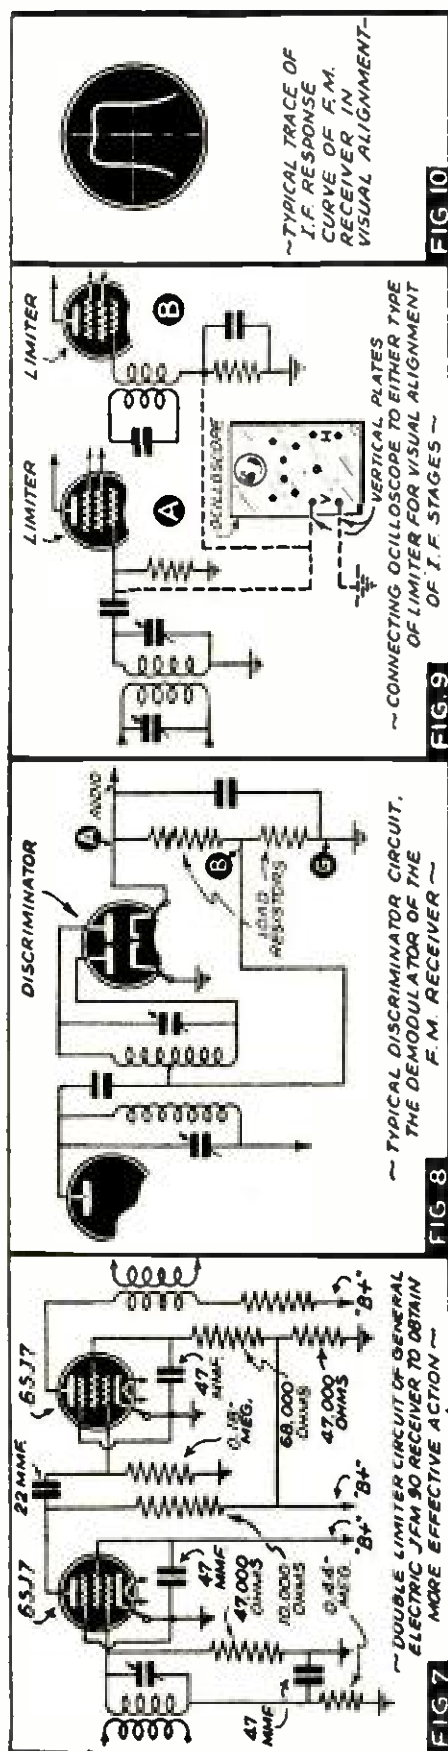 6SJ7
22 MMF.
6SJ7
47 MMF.
47,000 OHMS
10,000 OHMS
0.44- MEG.
47 MMF
0.18- MEG.
47 MMF.
68,000 OHMS
47,000 OHMS
"B+"
"B+"
"B+"
~DOUBLE LIMITER CIRCUIT OF GENERAL
ELECTRIC JFM 90 RECEIVER TO OBTAIN
MORE EFFECTIVE ACTION~
FIG 7
DISCRIMINATOR
A
AUDIO
B
LOAD
RESISTORS
G
~TYPICAL DISCRIMINATOR CIRCUIT.
THE DEMODULATOR OF THE
F.M. RECEIVER~
FIG 8
LIMITER
LIMITER
A
B
OCILLOSCOPE
V
H
VERTICAL PLATES
~CONNECTING OCILLOSCOPE TO EITHER TYPE
OF LIMITER FOR VISUAL ALIGNMENT
OF I.F. STAGES~
FIG. 9
~TYPICAL TRACE OF
I.F. RESPONSE
CURVE OF F.M.
RECEIVER IN
VISUAL ALIGNMENT-
FIG 10